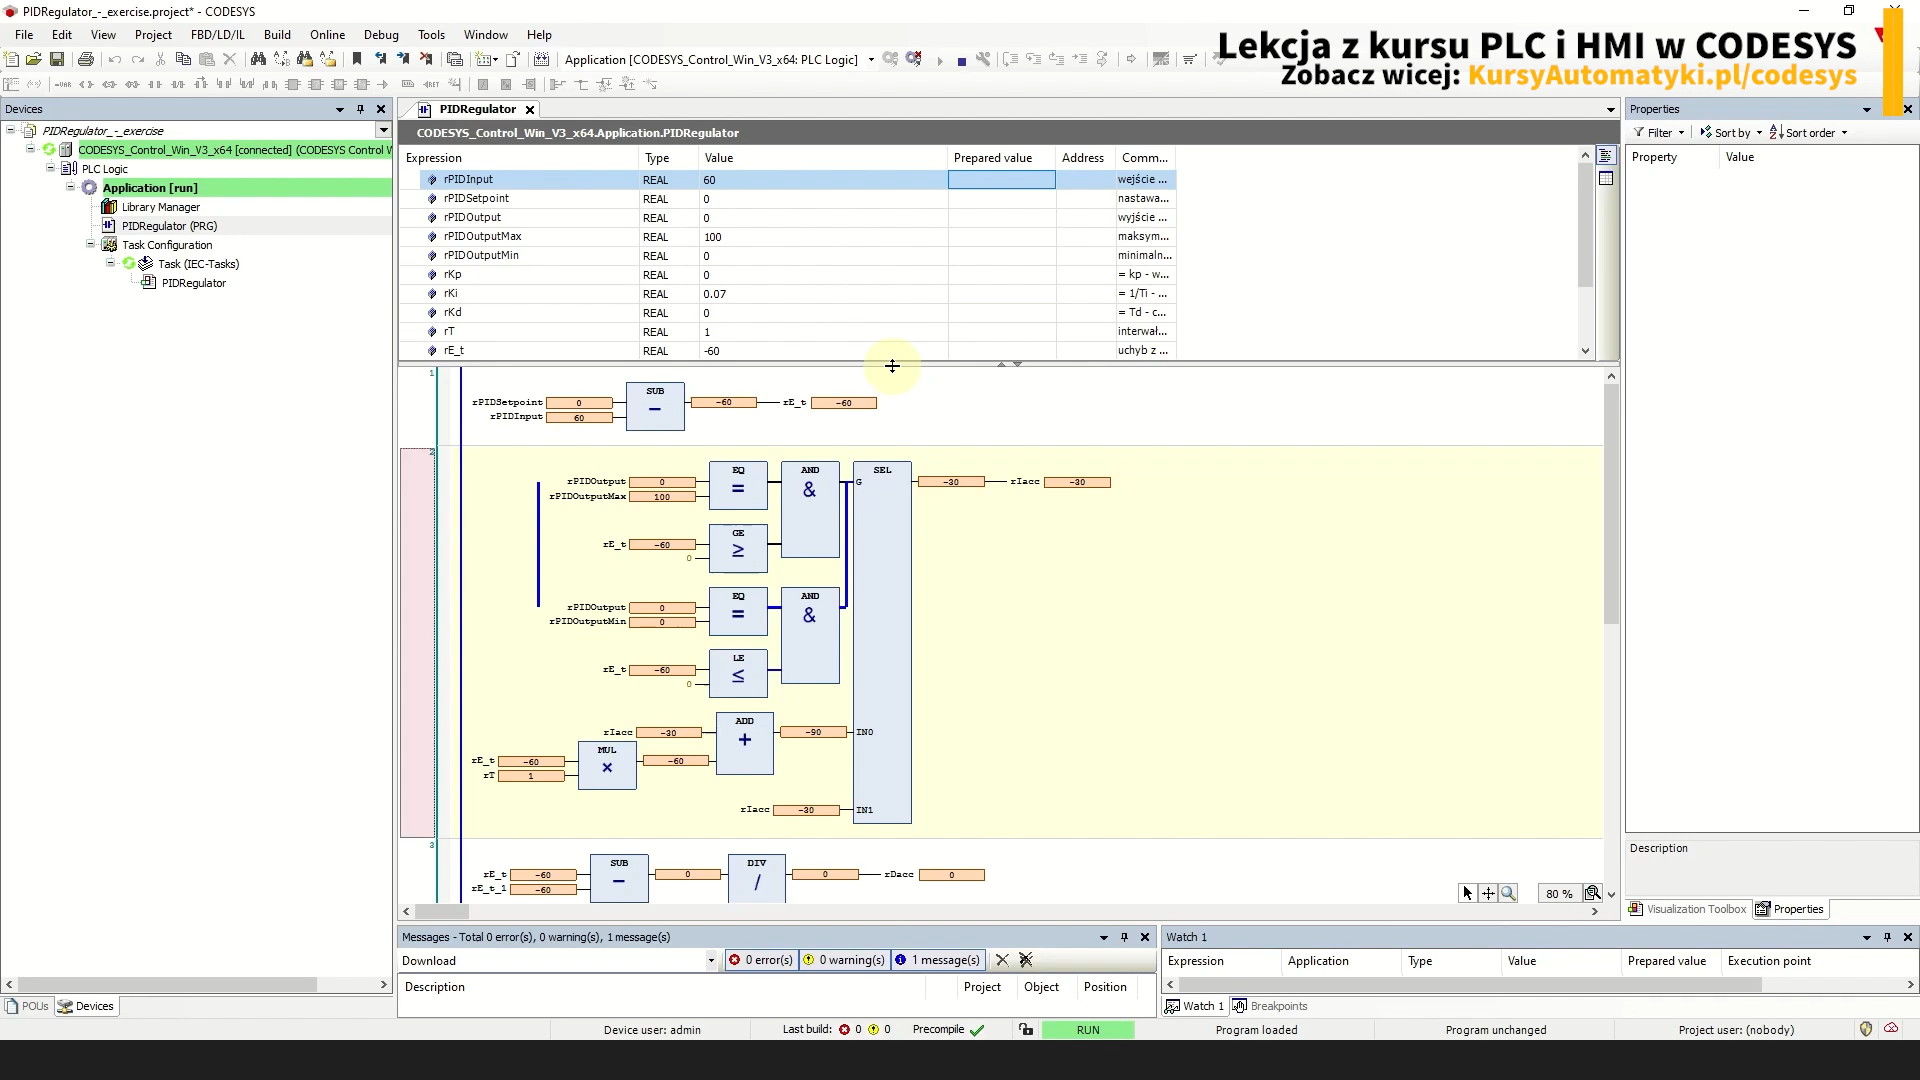 PIDRegulator_-_exercise.project* - CODESYS
File Edit View Project FBD/LD/IL Build Online Debug Tools Window Help
Lekcja z kursu PLC i HMI w CODESYS
Zobacz wicej: KursyAutomatyki.pl/codesys
Application [CODESYS_Control_Win_V3_x64: PLC Logic]
Devices
PIDRegulator_-_exercise
CODESYS_Control_Win_V3_x64 [connected] (CODESYS Control W
PLC Logic
Application [run]
Library Manager
PIDRegulator (PRG)
Task Configuration
Task (IEC-Tasks)
PIDRegulator
POUs Devices
PIDRegulator
CODESYS_Control_Win_V3_x64.Application.PIDRegulator
Expression Type Value Prepared value Address Comm...
rPIDInput REAL 60 wejście ...
rPIDSetpoint REAL 0 nastawa...
rPIDOutput REAL 0 wyjście ...
rPIDOutputMax REAL 100 maksym...
rPIDOutputMin REAL 0 minimaln...
rKp REAL 0 = kp - w...
rKi REAL 0.07 = 1/Ti - ...
rKd REAL 0 = Td - c...
rT REAL 1 interwał...
rE_t REAL -60 uchyb z ...
1
SUB
rPIDSetpoint 0 − -60 rE_t -60
rPIDInput 60
2
EQ AND SEL
rPIDOutput 0 = & G -30 rIacc -30
rPIDOutputMax 100
GE
rE_t -60 ≥
0
EQ AND
rPIDOutput 0 = &
rPIDOutputMin 0
LE
rE_t -60 ≤
0
ADD
rIacc -30 + -90 IN0
MUL
rE_t -60 × -60
rT 1
rIacc -30 IN1
3
SUB DIV
rE_t -60 − 0 / 0 rDacc 0
rE_t_1 -60
80 %
Properties
Filter Sort by Sort order
Property Value
Description
Visualization Toolbox Properties
Messages - Total 0 error(s), 0 warning(s), 1 message(s)
Download 0 error(s) 0 warning(s) 1 message(s)
Description Project Object Position
Watch 1
Expression Application Type Value Prepared value Execution point
Watch 1 Breakpoints
Device user: admin Last build: 0 0 Precompile RUN Program loaded Program unchanged Project user: (nobody)